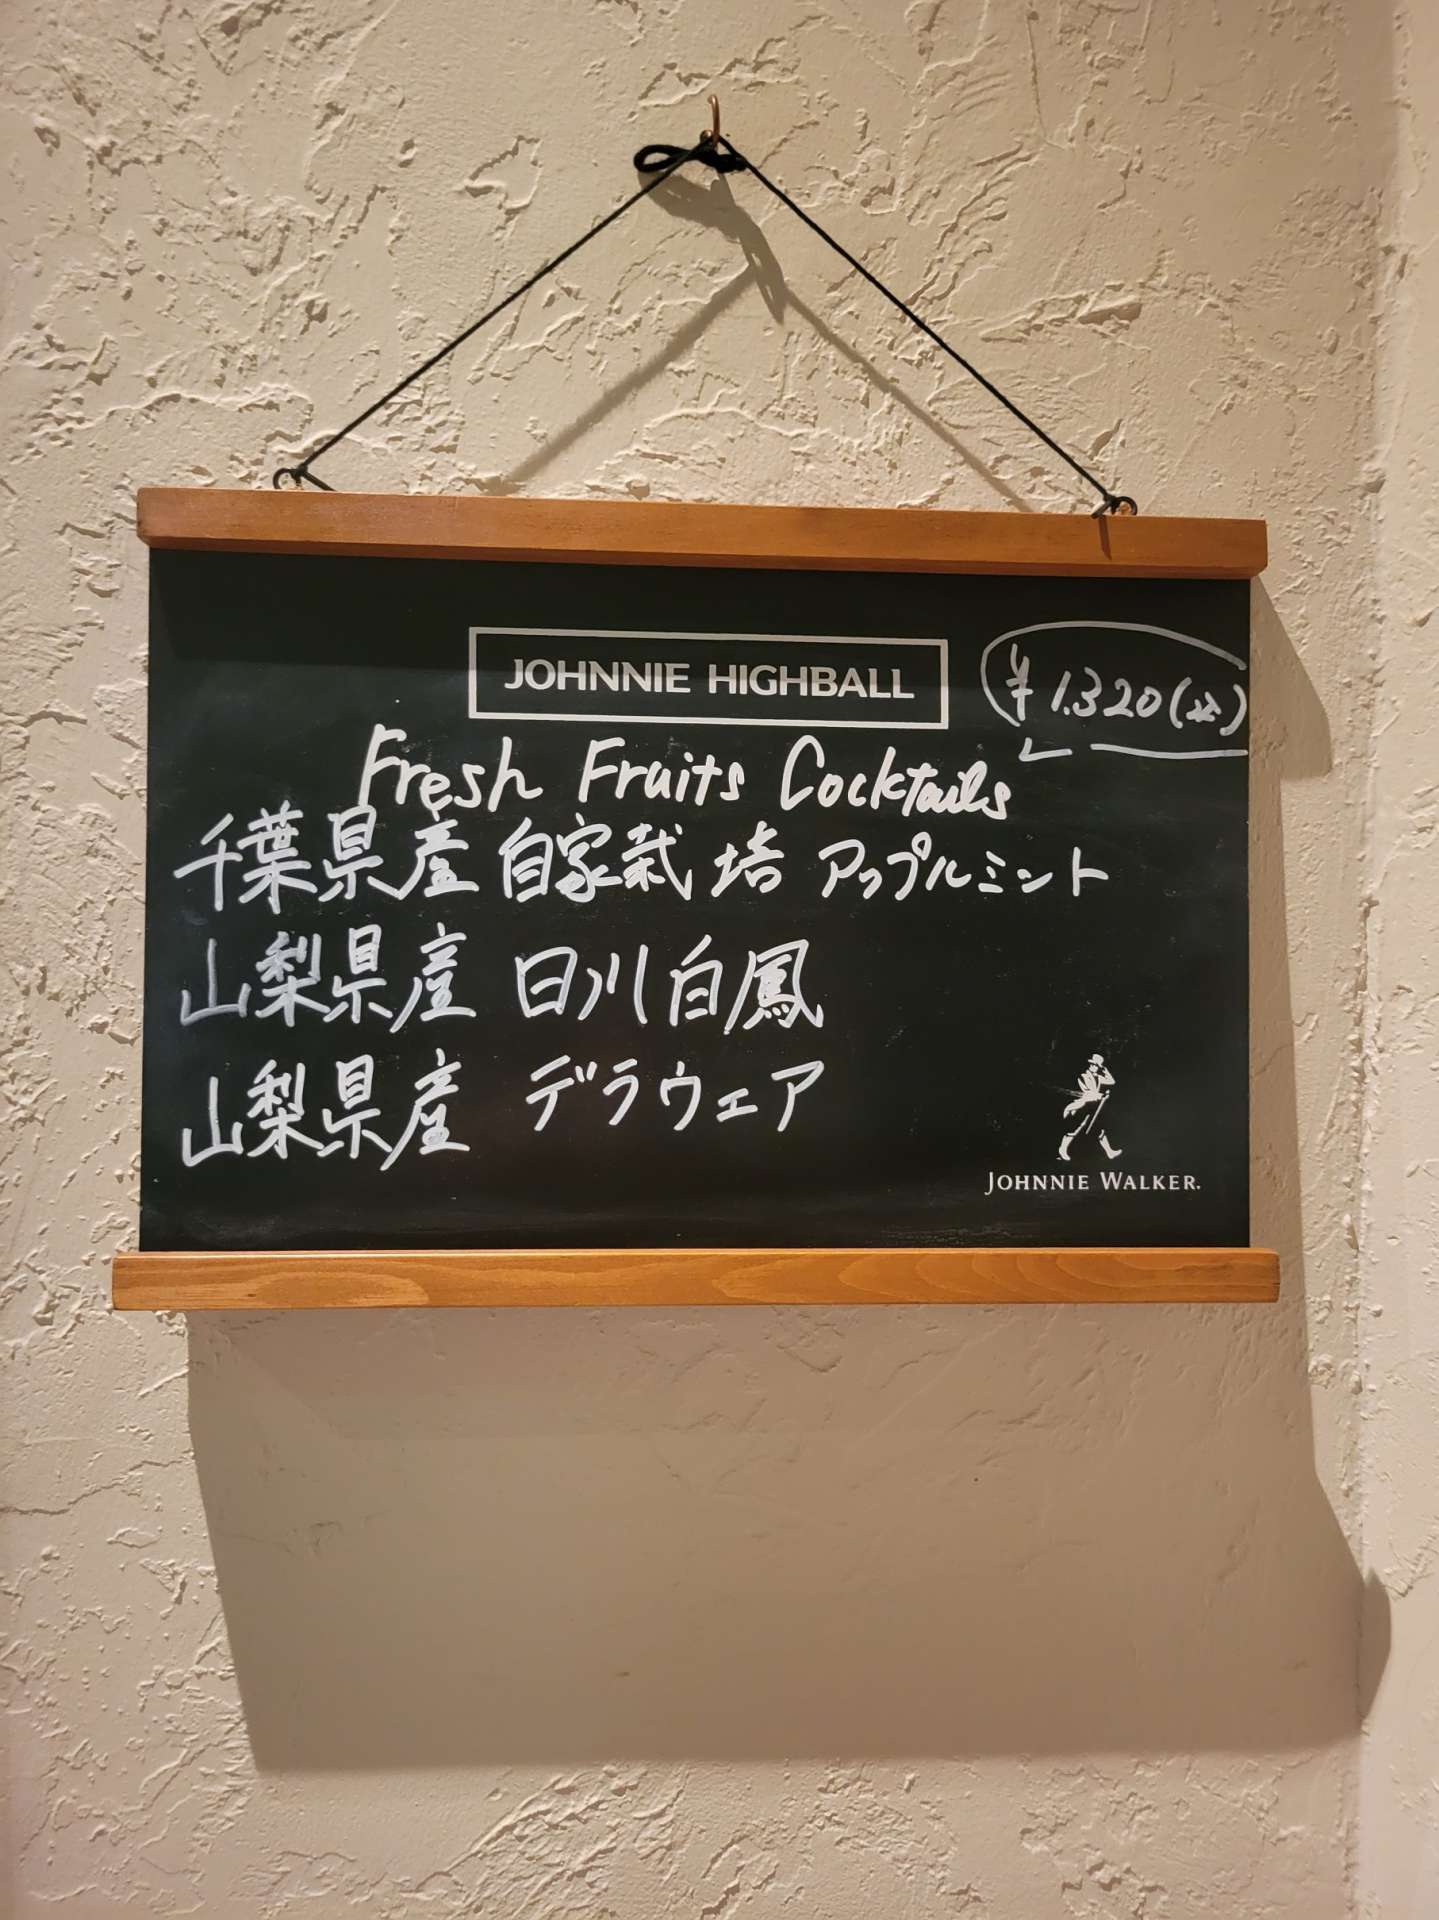 JOHNNIE HIGHBALL
¥1.320(込)
Fresh Fruits Cocktails
千葉県産 自家栽培 アップルミント
山梨県産 日川白鳳
山梨県産 デラウェア
JOHNNIE WALKER.